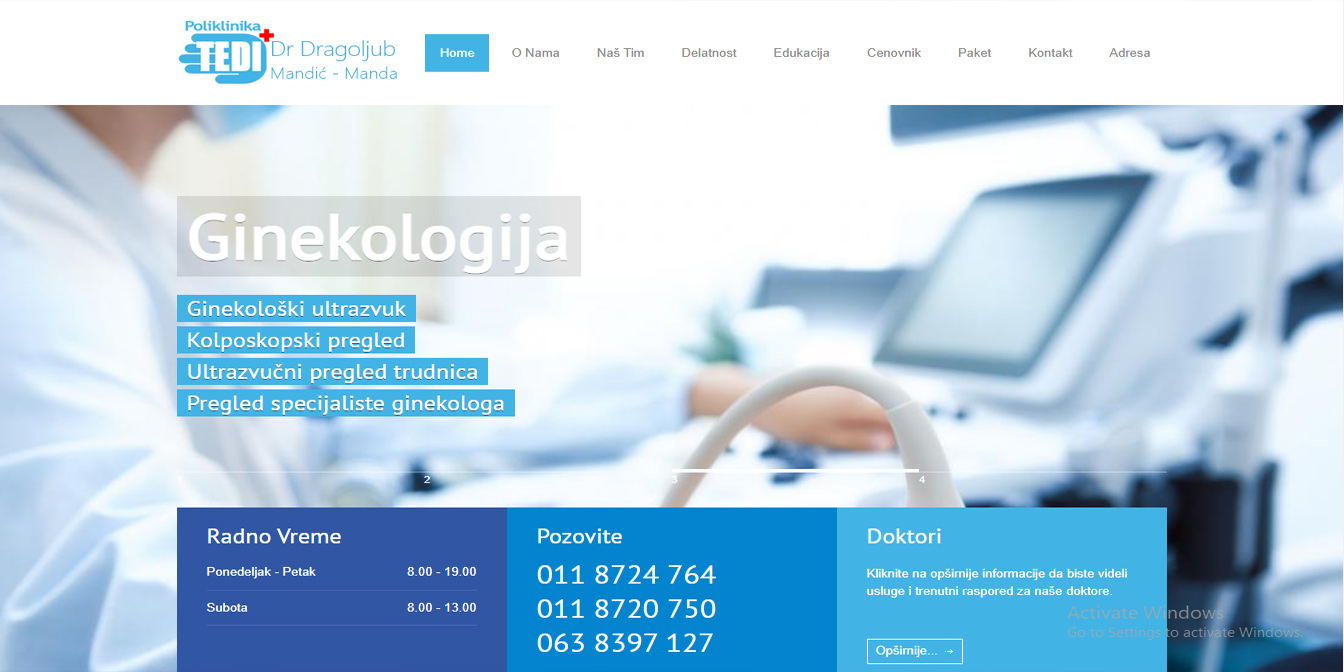 Poliklinika
TEDI
Dr Dragoljub
Mandić - Manda
Home
O Nama
Naš Tim
Delatnost
Edukacija
Cenovnik
Paket
Kontakt
Adresa
Ginekologija
Ginekološki ultrazvuk
Kolposkopski pregled
Ultrazvučni pregled trudnica
Pregled specijaliste ginekologa
2
3
4
Radno Vreme
Ponedeljak - Petak 8.00 - 19.00
Subota 8.00 - 13.00
Pozovite
011 8724 764
011 8720 750
063 8397 127
Doktori
Kliknite na opširnije informacije da biste videli
usluge i trenutni raspored za naše doktore.
Opširnije... →
Activate Windows
Go to Settings to activate Windows.